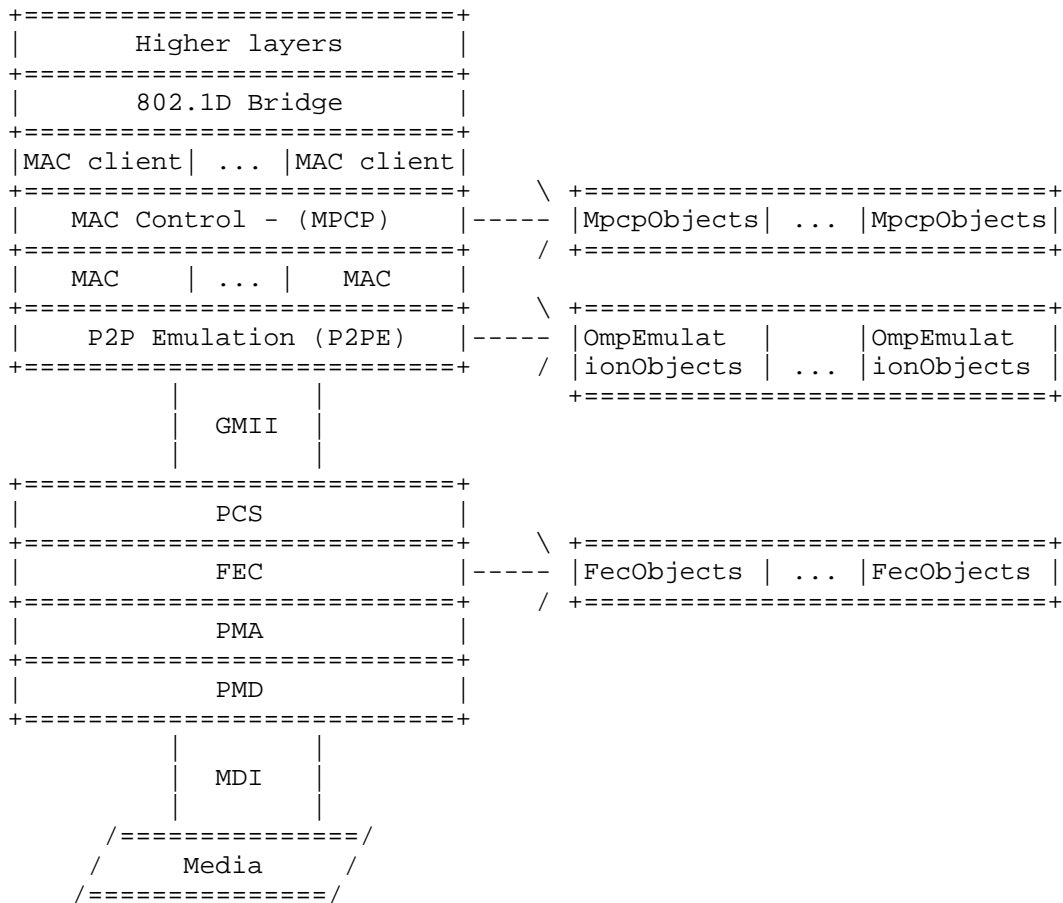 Higher layers
802.1D Bridge
MAC client| ... |MAC client
MAC Control - (MPCP) |----- |MpcpObjects| ... |MpcpObjects|
MAC | ... | MAC
P2P Emulation (P2PE) |----- |OmpEmulat | |OmpEmulat |
|ionObjects | ... |ionObjects |
GMII
PCS
FEC |----- |FecObjects | ... |FecObjects |
PMA
PMD
MDI
Media